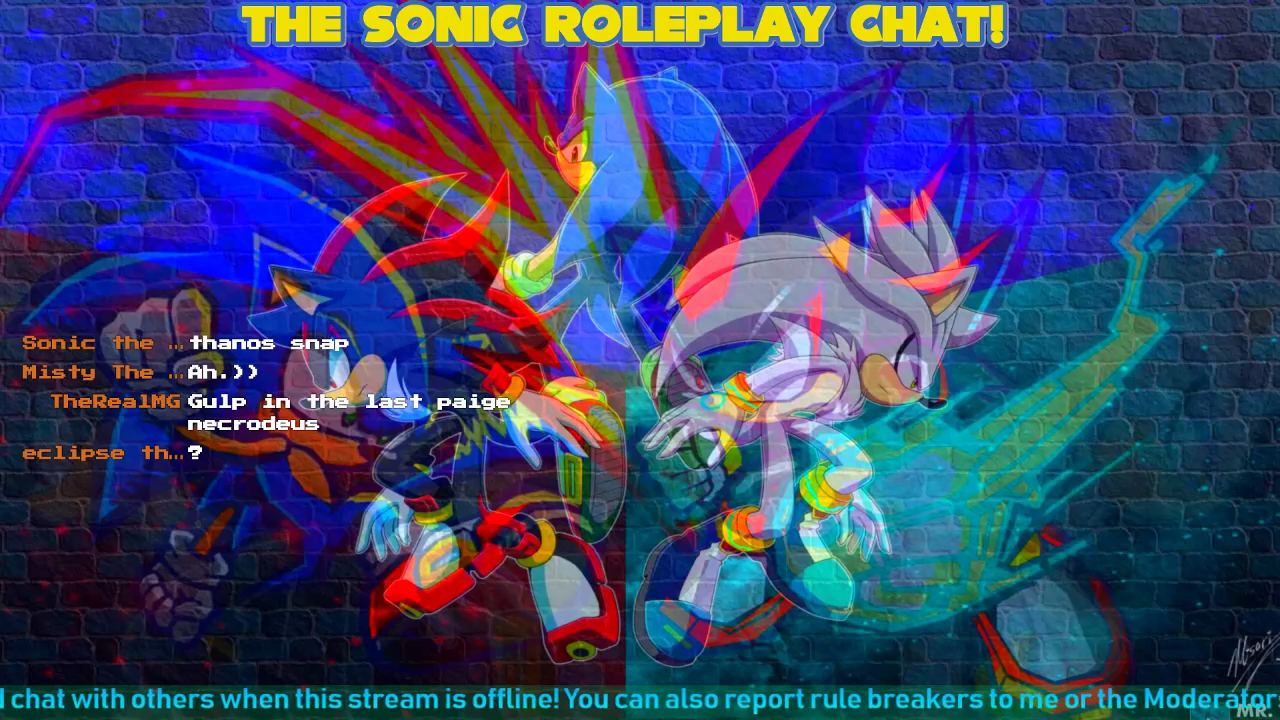 THE SONIC ROLEPLAY CHAT!
Sonic the ...thanos snap
Misty The ...Ah.))
TheRealMG Gulp in the last paige
necrodeus
eclipse th...?
chat with others when this stream is offline! You can also report rule breakers to me or the Moderator
MR.